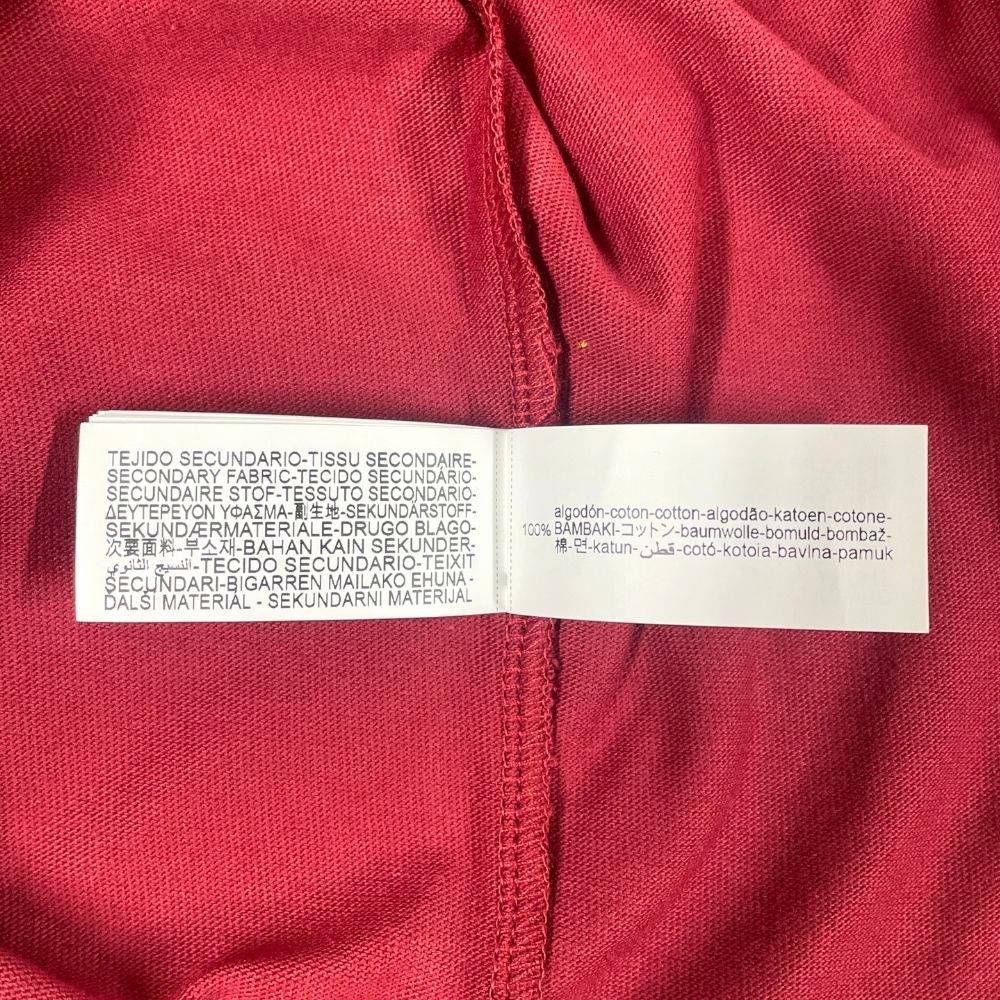 TEJIDO SECUNDARIO-TISSU SECONDAIRE-
SECONDARY FABRIC-TECIDO SECUNDÁRIO-
SECUNDAIRE STOF-TESSUTO SECONDARIO-
ΔΕΥΤΕΡΕΥΟΝ ΥΦΑΣΜΑ-副生地-SEKUNDÄRSTOFF-
SEKUNDÆRMATERIALE-DRUGO BLAGO-
次要面料-부소재-BAHAN KAIN SEKUNDER-
النسيج الثانوي-TECIDO SECUNDARIO-TEIXIT
SECUNDARI-BIGARREN MAILAKO EHUNA-
DALŠÍ MATERIÁL - SEKUNDARNI MATERIJAL
algodón-coton-cotton-algodão-katoen-cotone-
100% BAMBAKI-コットン-baumwolle-bomuld-bombaž-
棉-면-katun-قطن-cotó-kotoia-bavlna-pamuk